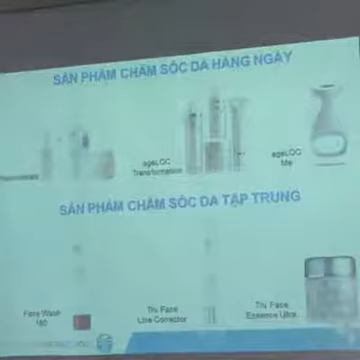 SẢN PHẨM CHĂM SÓC DA HÀNG NGÀY
ageLOC
Transformation
ageLOC
Me
SẢN PHẨM CHĂM SÓC DA TẬP TRUNG
Face Wash
180
Tru Face
Line Corrector
Tru Face
Essence Ultra